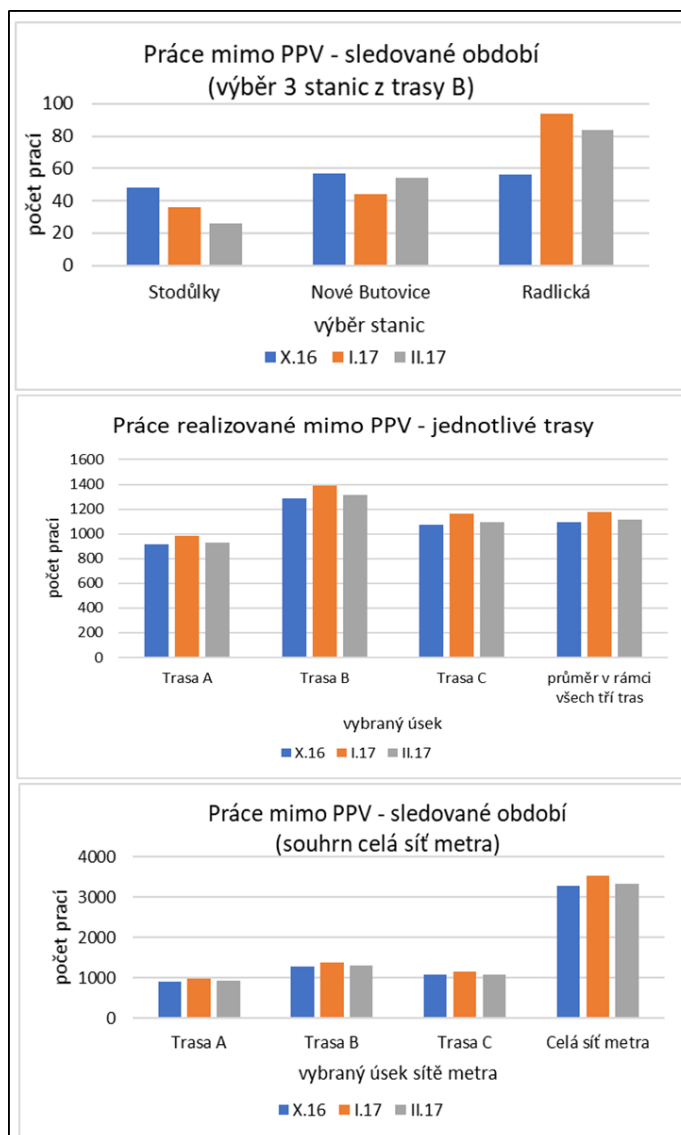 Práce mimo PPV - sledované období
(výběr 3 stanic z trasy B)
100
80
60
40
20
0
počet prací
Stodůlky Nové Butovice Radlická
výběr stanic
X.16 I.17 II.17
Práce realizované mimo PPV - jednotlivé trasy
1600
1400
1200
1000
800
600
400
200
0
počet prací
Trasa A Trasa B Trasa C průměr v rámci
všech tří tras
vybraný úsek
X.16 I.17 II.17
Práce mimo PPV - sledované období
(souhrn celá síť metra)
4000
3000
2000
1000
0
počet prací
Trasa A Trasa B Trasa C Celá síť metra
vybraný úsek sítě metra
X.16 I.17 II.17